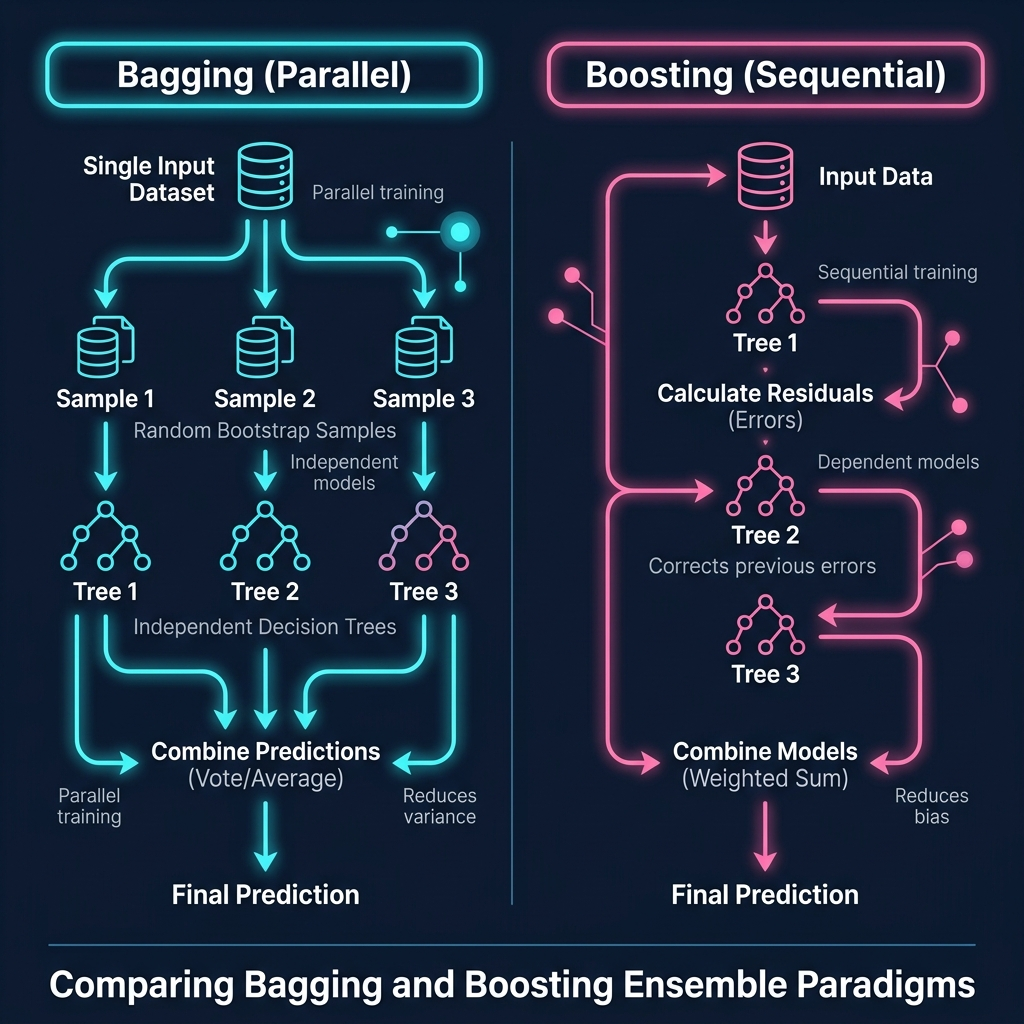 Bagging (Parallel)
Single Input
Dataset
Parallel training
Sample 1
Sample 2
Sample 3
Random Bootstrap Samples
Independent
models
Tree 1
Tree 2
Tree 3
Independent Decision Trees
Combine Predictions
(Vote/Average)
Parallel
training
Reduces
variance
Final Prediction
Boosting (Sequential)
Input Data
Sequential training
Tree 1
Calculate Residuals
(Errors)
Dependent models
Tree 2
Corrects previous errors
Tree 3
Combine Models
(Weighted Sum)
Reduces
bias
Final Prediction
Comparing Bagging and Boosting Ensemble Paradigms